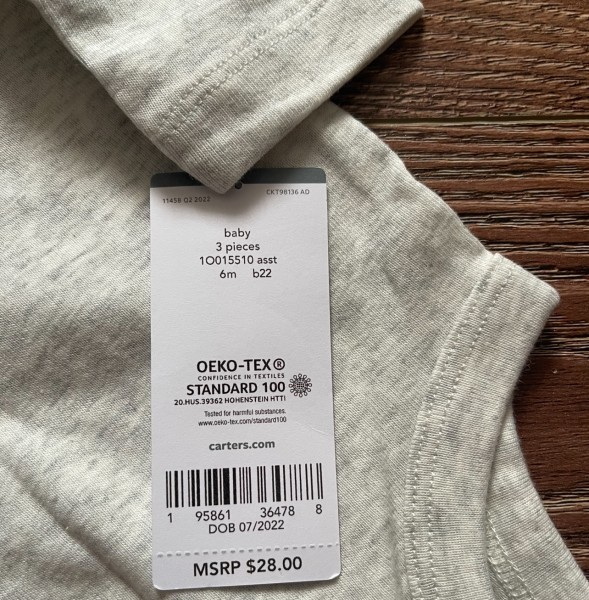 11458 Q2 2022 CKT98136 AD
baby
3 pieces
1O015510 asst
6m b22
OEKO-TEX®
CONFIDENCE IN TEXTILES
STANDARD 100
20.HUS.39362 HOHENSTEIN HTTI
Tested for harmful substances.
www.oeko-tex.com/standard100
carters.com
1 95861 36478 8
DOB 07/2022
MSRP $28.00